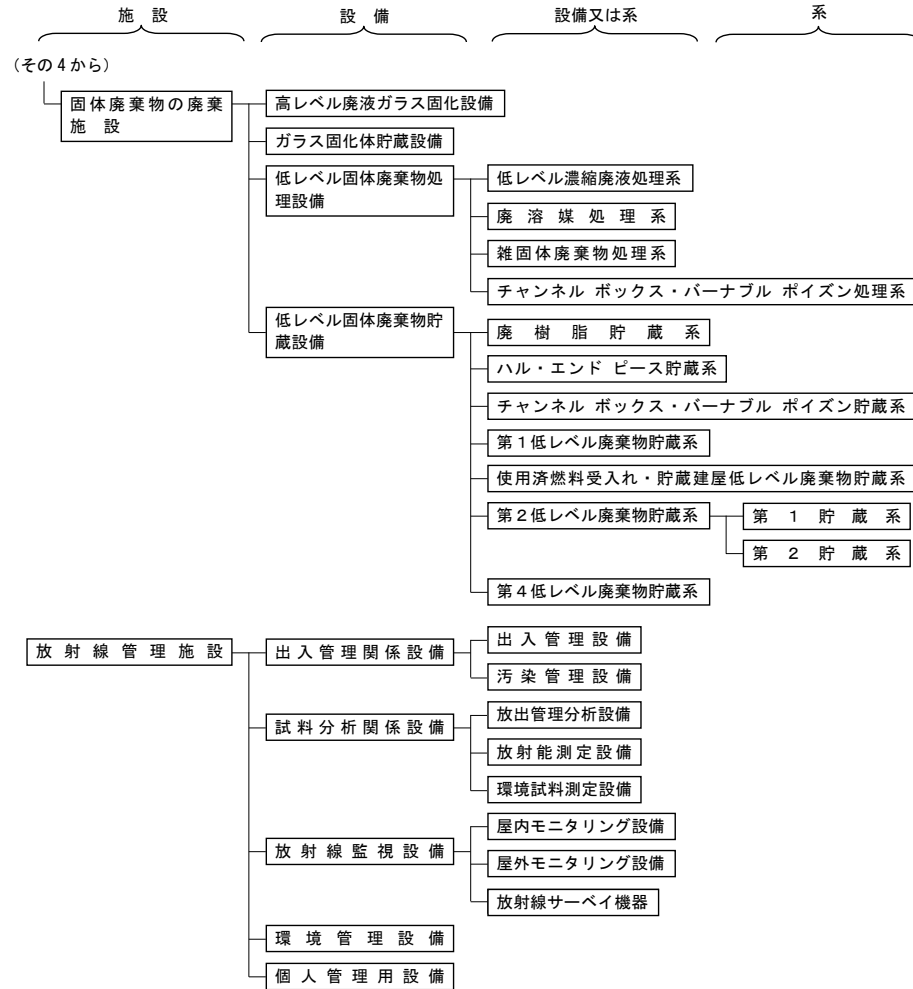 施設 設備 設備又は系 系
(その4から)
固体廃棄物の廃棄
施設
高レベル廃液ガラス固化設備
ガラス固化体貯蔵設備
低レベル固体廃棄物処
理設備
低レベル濃縮廃液処理系
廃溶媒処理系
雑固体廃棄物処理系
チャンネル ボックス・バーナブル ポイズン処理系
低レベル固体廃棄物貯
蔵設備
廃樹脂貯蔵系
ハル・エンド ピース貯蔵系
チャンネル ボックス・バーナブル ポイズン貯蔵系
第1低レベル廃棄物貯蔵系
使用済燃料受入れ・貯蔵建屋低レベル廃棄物貯蔵系
第2低レベル廃棄物貯蔵系
第1貯蔵系
第2貯蔵系
第4低レベル廃棄物貯蔵系
放射線管理施設
出入管理関係設備
出入管理設備
汚染管理設備
試料分析関係設備
放出管理分析設備
放射能測定設備
環境試料測定設備
放射線監視設備
屋内モニタリング設備
屋外モニタリング設備
放射線サーベイ機器
環境管理設備
個人管理用設備